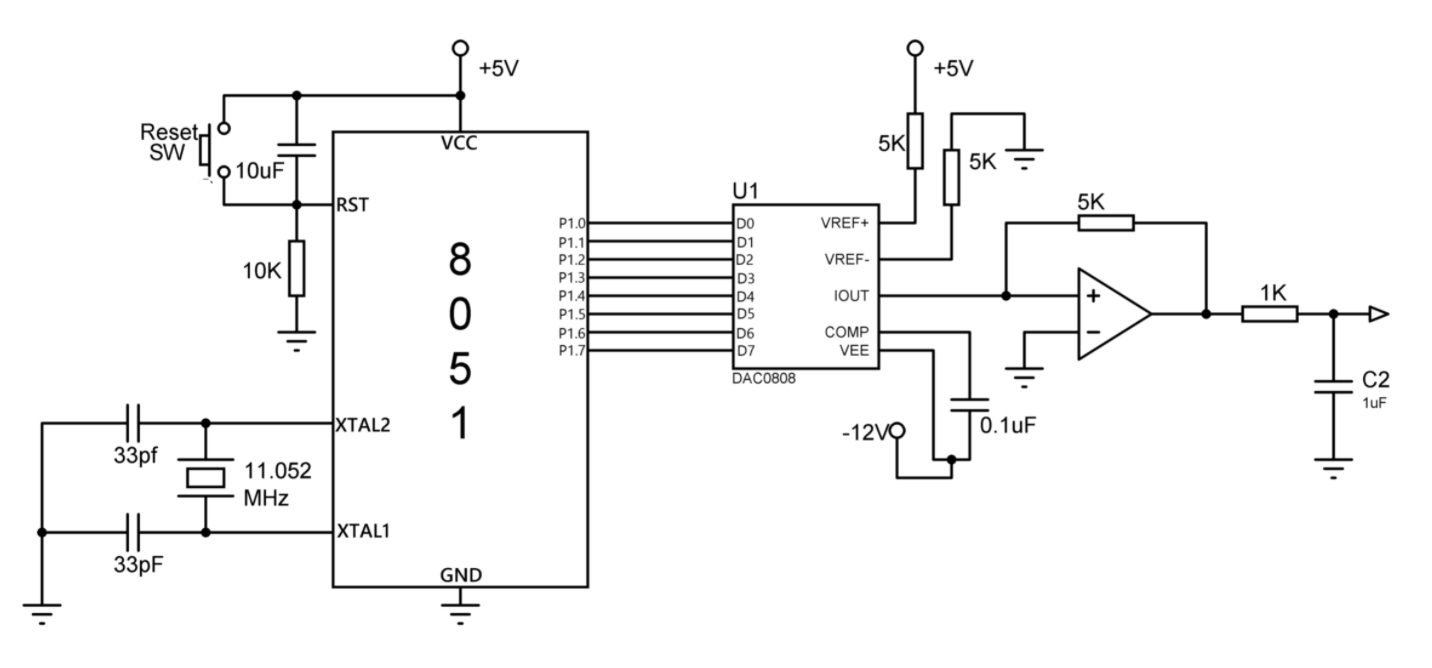 +5V
+5V
Reset
SW
10uF
VCC
RST
10K
8
0
5
1
P1.0
P1.1
P1.2
P1.3
P1.4
P1.5
P1.6
P1.7
XTAL2
XTAL1
GND
33pf
11.052
MHz
33pF
U1
D0
D1
D2
D3
D4
D5
D6
D7
VREF+
VREF-
IOUT
COMP
VEE
DAC0808
5K
5K
-12V
0.1uF
5K
+
−
1K
C2
1uF